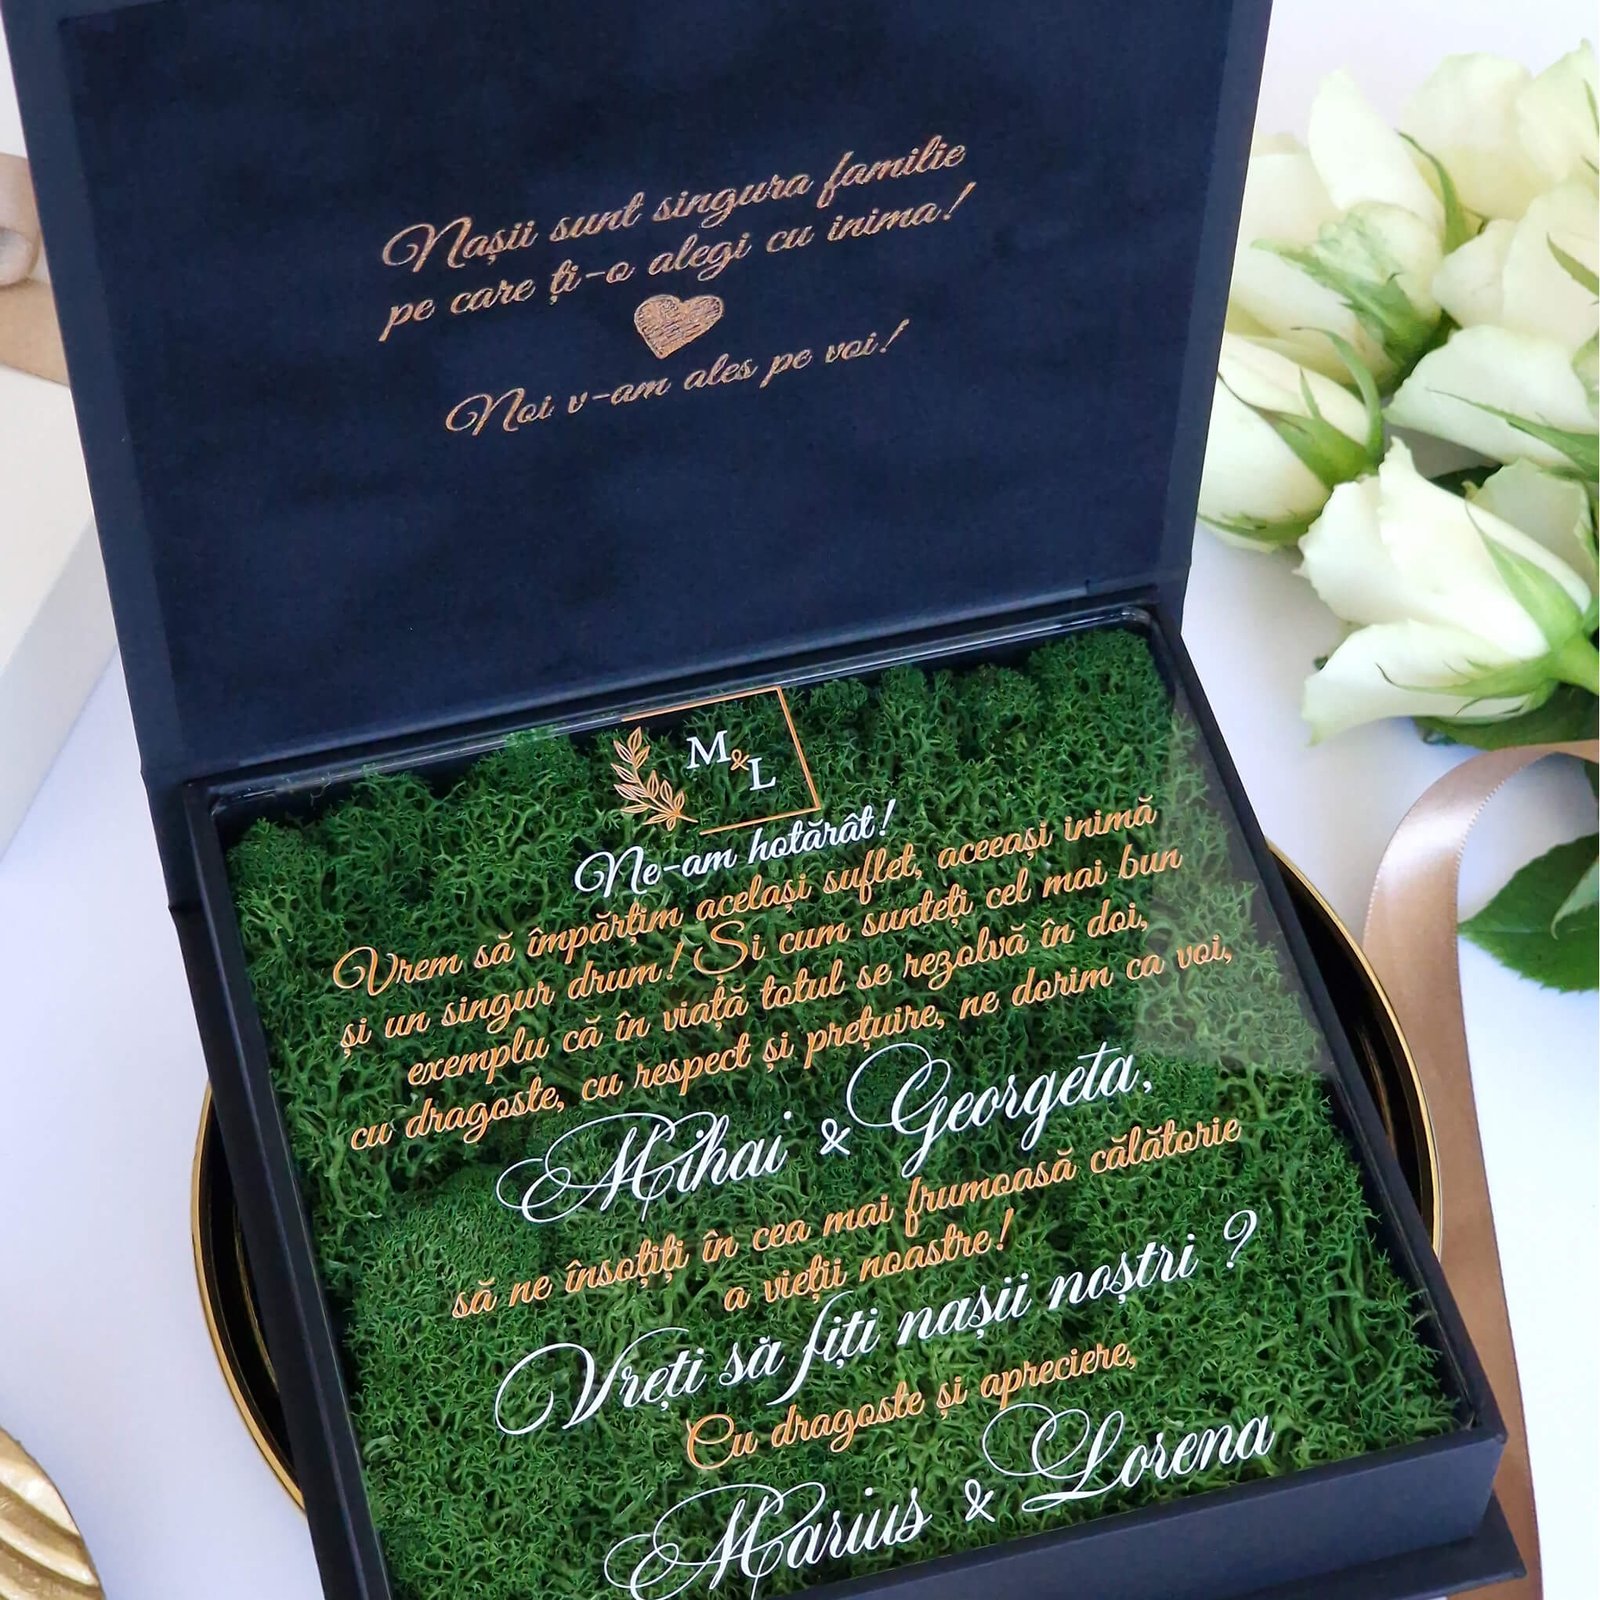 Nașii sunt singura familie
pe care ți-o alegi cu inima!
Noi v-am ales pe voi!
M
&
L
Ne-am hotărât!
Vrem să împărțim același suflet, aceeași inimă
și un singur drum! Și cum sunteți cel mai bun
exemplu că în viață totul se rezolvă în doi,
cu dragoste, cu respect și prețuire, ne dorim ca voi,
Mihai & Georgeta,
să ne însoțiți în cea mai frumoasă călătorie
a vieții noastre!
Vreți să fiți nașii noștri ?
Cu dragoste și apreciere,
Marius & Lorena